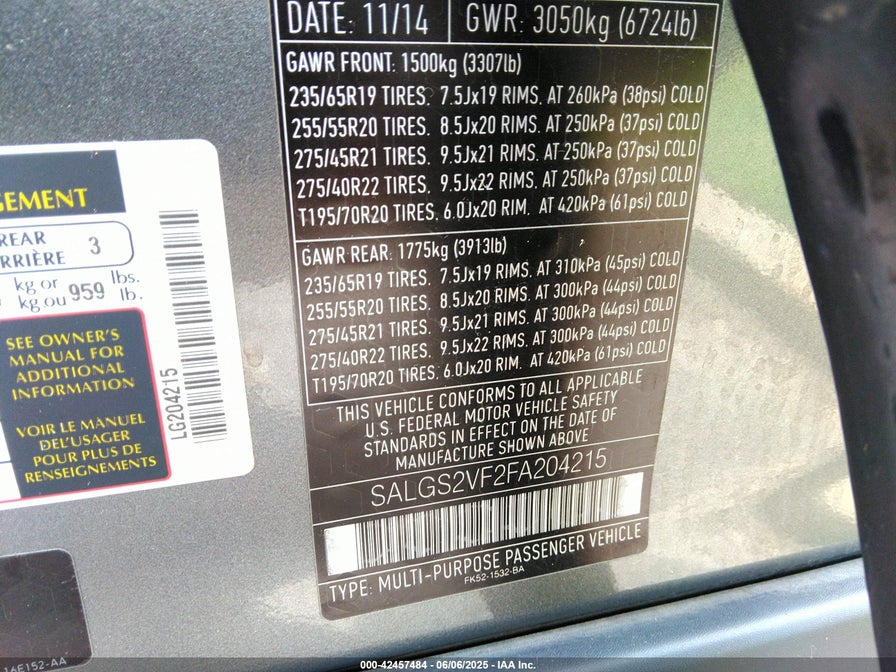 DATE: 11/14 GWR: 3050kg (6724lb)
GAWR FRONT: 1500kg (3307lb)
235/65R19 TIRES. 7.5Jx19 RIMS. AT 260kPa (38psi) COLD
255/55R20 TIRES. 8.5Jx20 RIMS. AT 250kPa (37psi) COLD
275/45R21 TIRES. 9.5Jx21 RIMS. AT 250kPa (37psi) COLD
275/40R22 TIRES. 9.5Jx22 RIMS. AT 250kPa (37psi) COLD
T195/70R20 TIRES. 6.0Jx20 RIM. AT 420kPa (61psi) COLD
GAWR REAR: 1775kg (3913lb)
235/65R19 TIRES. 7.5Jx19 RIMS. AT 310kPa (45psi) COLD
255/55R20 TIRES. 8.5Jx20 RIMS. AT 300kPa (44psi) COLD
275/45R21 TIRES. 9.5Jx21 RIMS. AT 300kPa (44psi) COLD
275/40R22 TIRES. 9.5Jx22 RIMS. AT 300kPa (44psi) COLD
T195/70R20 TIRES. 6.0Jx20 RIM. AT 420kPa (61psi) COLD
THIS VEHICLE CONFORMS TO ALL APPLICABLE
U.S. FEDERAL MOTOR VEHICLE SAFETY
STANDARDS IN EFFECT ON THE DATE OF
MANUFACTURE SHOWN ABOVE
SALGS2VF2FA204215
TYPE: MULTI-PURPOSE PASSENGER VEHICLE
FK52-1532-BA
GEMENT
REAR 3
RRIÈRE
kg or 959 lbs.
kg ou lb.
SEE OWNER'S
MANUAL FOR
ADDITIONAL
INFORMATION
VOIR LE MANUEL
DEL'USAGER
POUR PLUS DE
RENSEIGNEMENTS
LG204215
14E152-AA
000-42457484 - 06/06/2025 - IAA Inc.